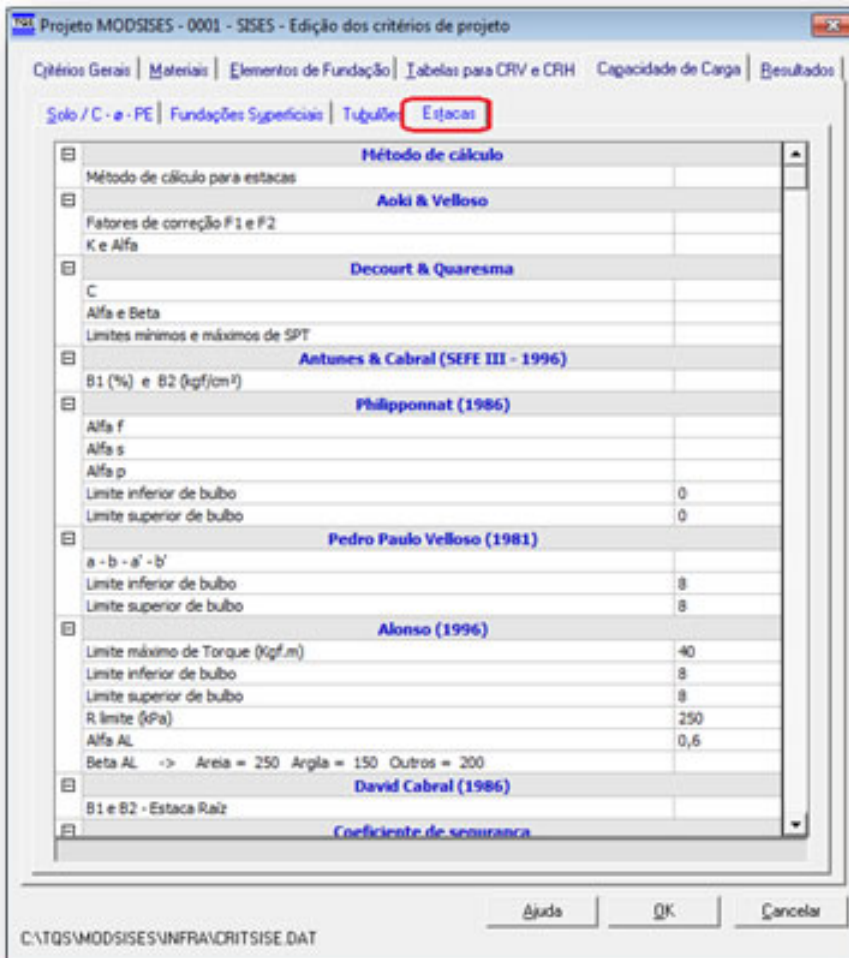 TQS Projeto MODSISES - 0001 - SISES - Edição dos critérios de projeto
Critérios Gerais Materiais Elementos de Fundação Tabelas para CRV e CRH Capacidade de Carga Resultados
Solo / C - ø - PE Fundações Superficiais Tubulões Estacas
Método de cálculo
Método de cálculo para estacas
Aoki & Velloso
Fatores de correção F1 e F2
K e Alfa
Decourt & Quaresma
C
Alfa e Beta
Limites mínimos e máximos de SPT
Antunes & Cabral (SEFE III - 1996)
B1 (%) e B2 (kgf/cm²)
Philipponnat (1986)
Alfa f
Alfa s
Alfa p
Limite inferior de bulbo 0
Limite superior de bulbo 0
Pedro Paulo Velloso (1981)
a - b - a' - b'
Limite inferior de bulbo 8
Limite superior de bulbo 8
Alonso (1996)
Limite máximo de Torque (Kgf.m) 40
Limite inferior de bulbo 8
Limite superior de bulbo 8
R limite (kPa) 250
Alfa AL 0,6
Beta AL -> Areia = 250 Argila = 150 Outros = 200
David Cabral (1986)
B1 e B2 - Estaca Raíz
Coeficiente de segurança
Ajuda OK Cancelar
C:\TQS\MODSISES\INFRA\CRITSISE.DAT